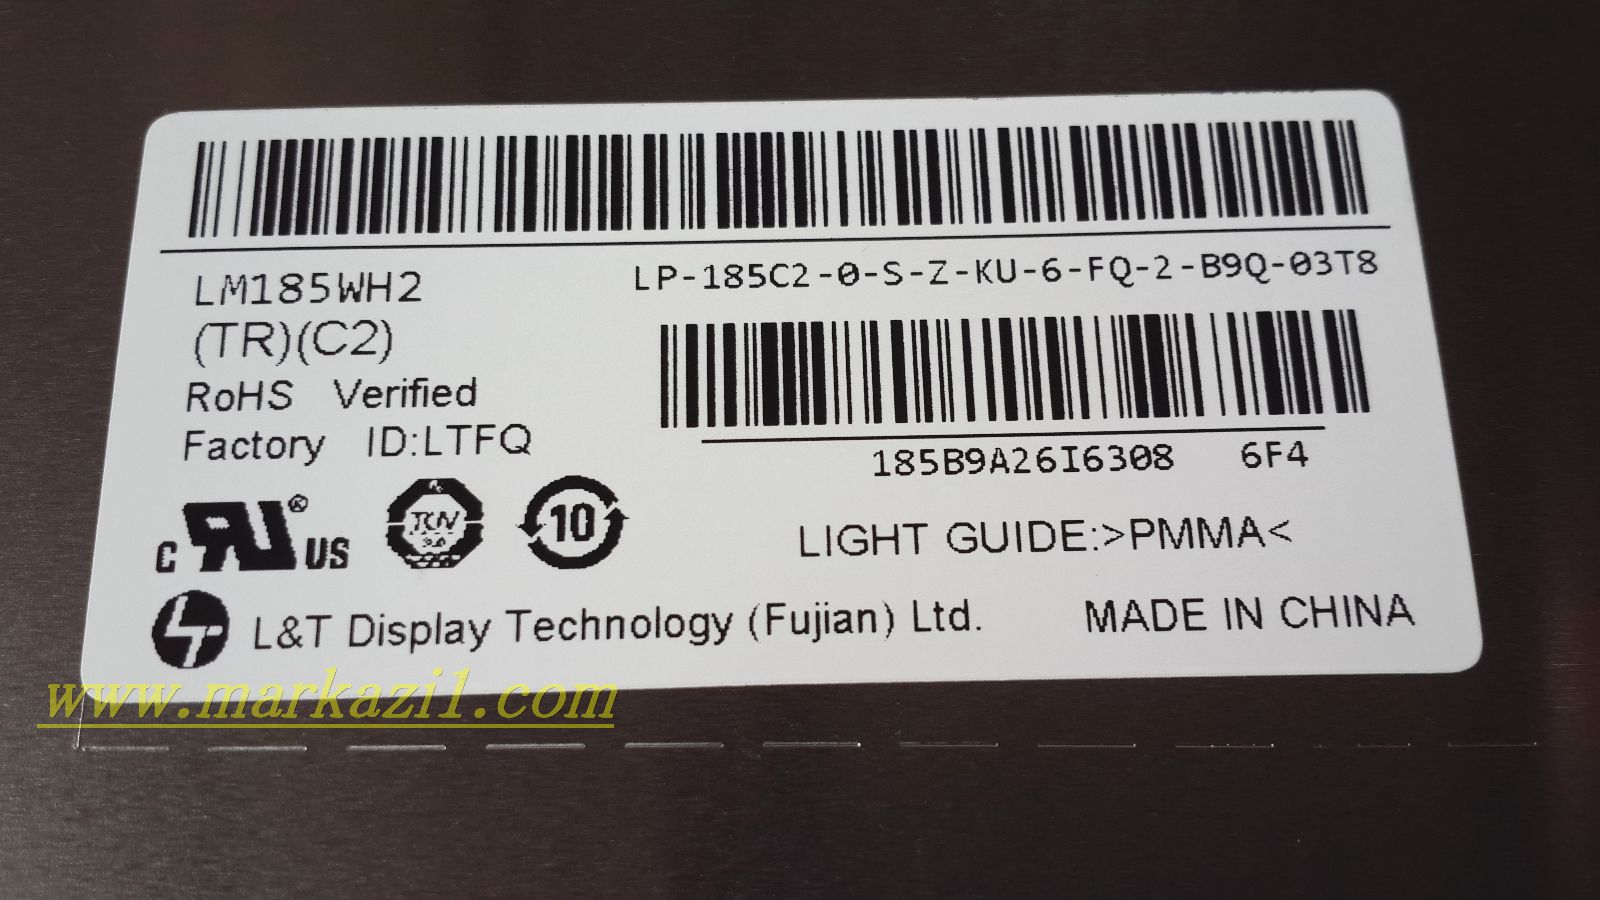 LM185WH2
(TR)(C2)
RoHS Verified
Factory ID:LTFQ
LP-185C2-0-S-Z-KU-6-FQ-2-B9Q-03T8
185B9A26I6308 6F4
C US ®
10
LIGHT GUIDE:>PMMA<
L&T Display Technology (Fujian) Ltd.
MADE IN CHINA
www.markazi1.com